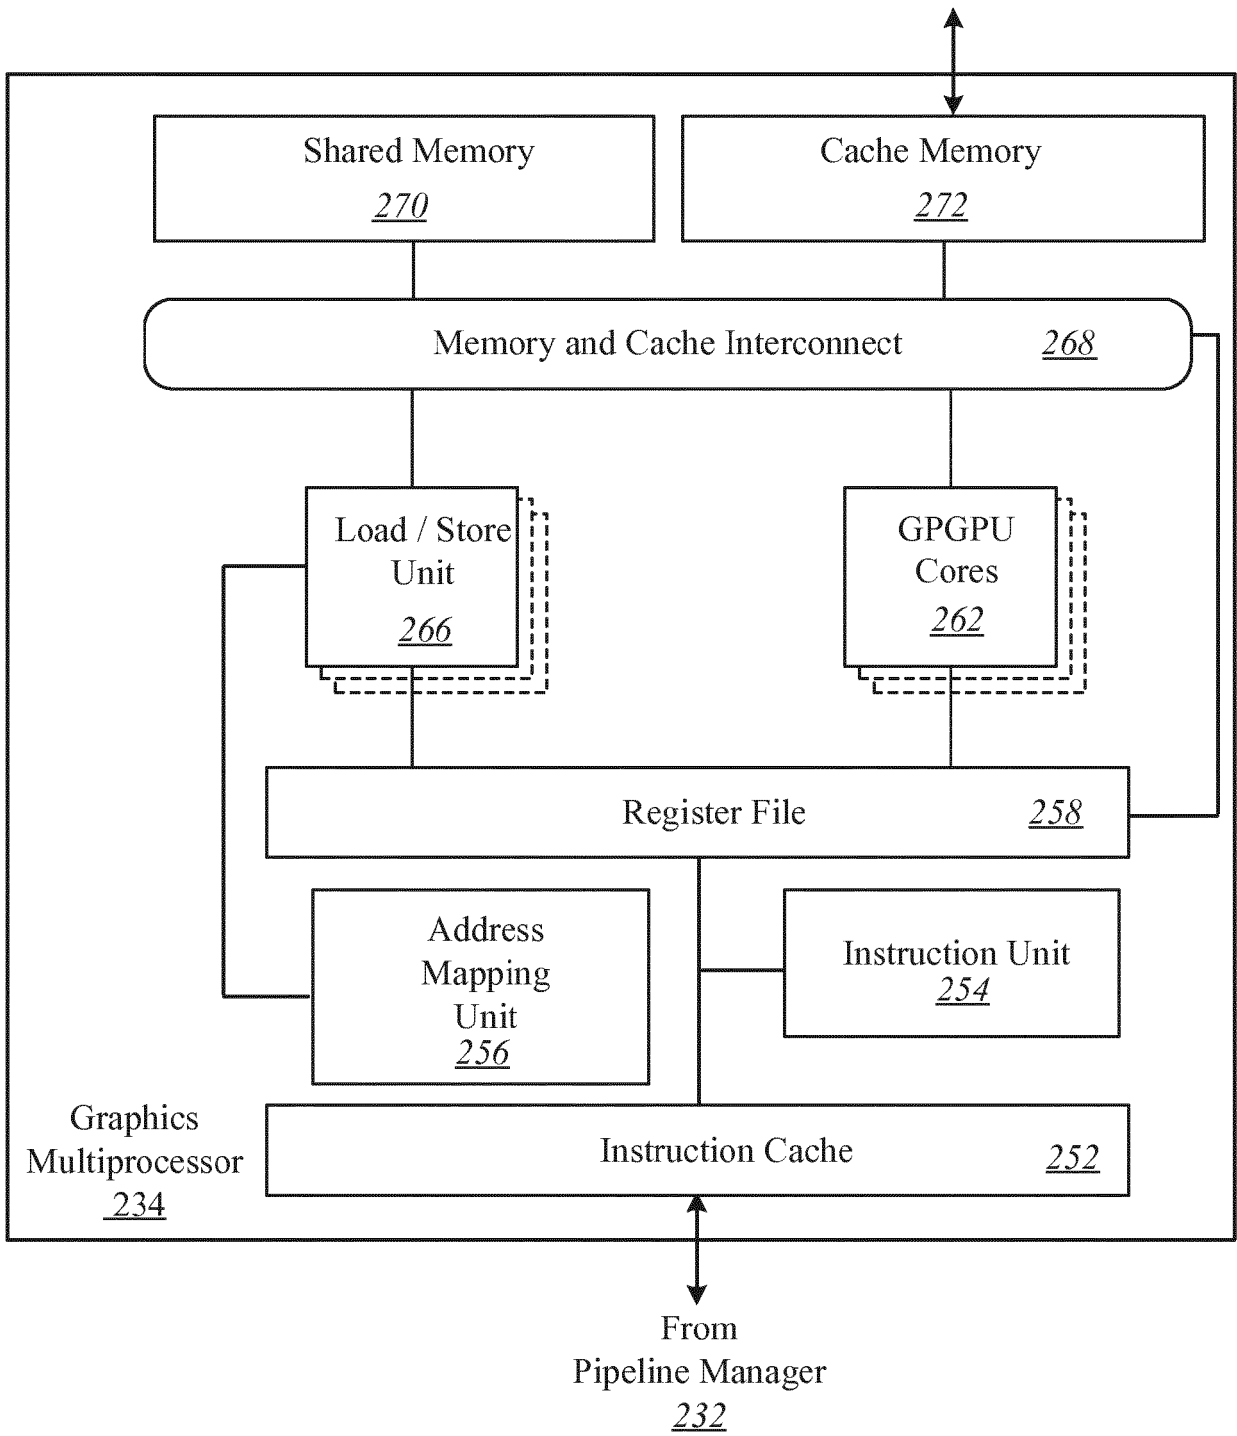 Shared Memory
270
Cache Memory
272
Memory and Cache Interconnect 268
Load / Store
Unit
266
GPGPU
Cores
262
Register File 258
Address
Mapping
Unit
256
Instruction Unit
254
Graphics
Multiprocessor
234
Instruction Cache 252
From
Pipeline Manager
232